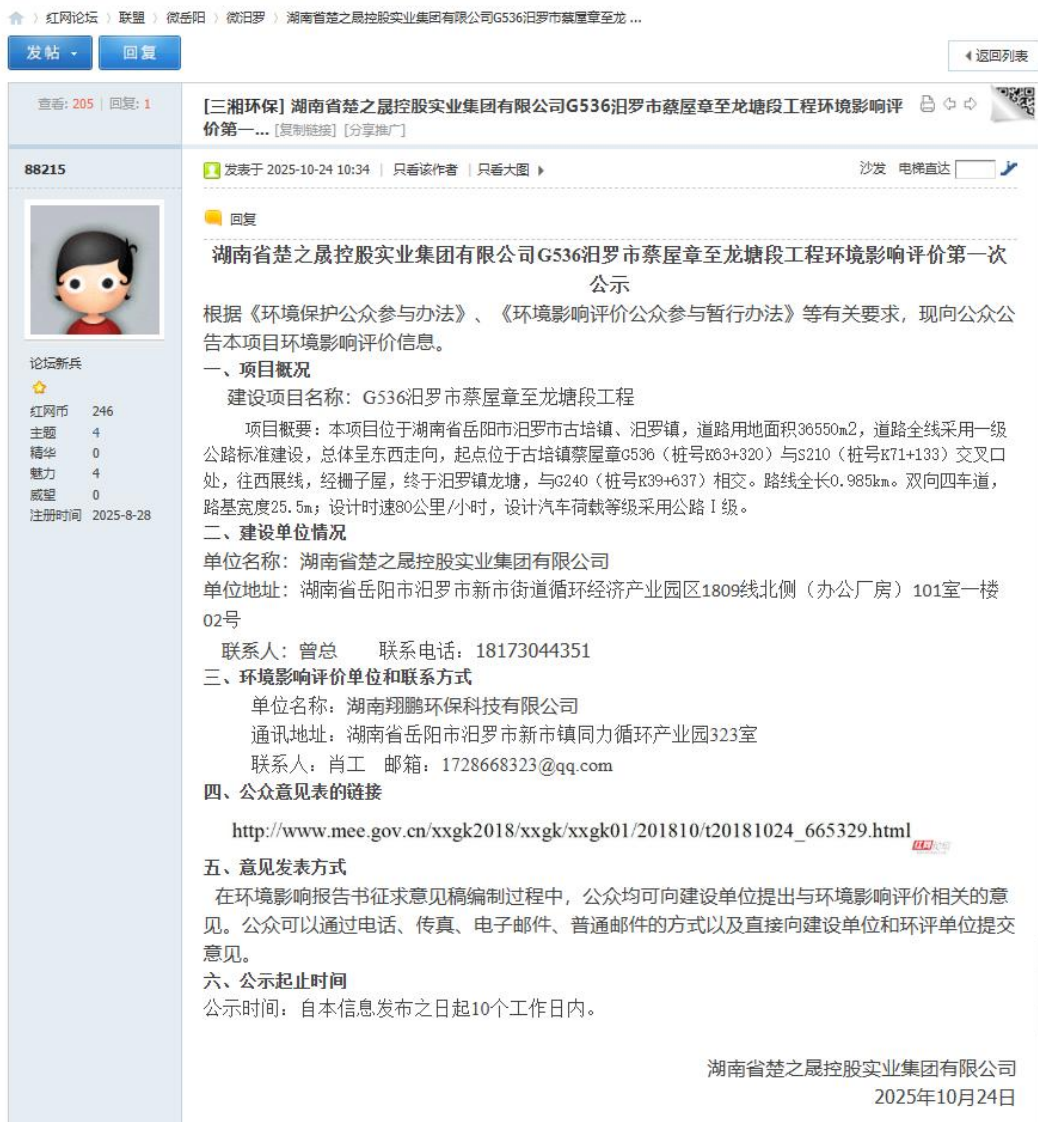 红网论坛 〉 联盟 〉 微岳阳 〉 微汨罗 〉 湖南省楚之晟控股实业集团有限公司G536汨罗市蔡屋章至龙 ...
发帖 回复
返回列表
查看: 205 | 回复: 1
[三湘环保] 湖南省楚之晟控股实业集团有限公司G536汨罗市蔡屋章至龙塘段工程环境影响评
价第一... [复制链接] [分享推广]
88215
发表于 2025-10-24 10:34 | 只看该作者 | 只看大图
沙发 电梯直达
回复
湖南省楚之晟控股实业集团有限公司G536汨罗市蔡屋章至龙塘段工程环境影响评价第一次
公示
根据《环境保护公众参与办法》、《环境影响评价公众参与暂行办法》等有关要求，现向公众公
告本项目环境影响评价信息。
一、项目概况
建设项目名称：G536汨罗市蔡屋章至龙塘段工程
项目概要：本项目位于湖南省岳阳市汨罗市古培镇、汨罗镇，道路用地面积36550m2，道路全线采用一级
公路标准建设，总体呈东西走向，起点位于古培镇蔡屋章G536（桩号K63+320）与S210（桩号K71+133）交叉口
处，往西展线，经栅子屋，终于汨罗镇龙塘，与G240（桩号K39+637）相交。路线全长0.985km。双向四车道，
路基宽度25.5m；设计时速80公里/小时，设计汽车荷载等级采用公路Ⅰ级。
二、建设单位情况
单位名称：湖南省楚之晟控股实业集团有限公司
单位地址：湖南省岳阳市汨罗市新市街道循环经济产业园区1809线北侧（办公厂房）101室一楼
02号
联系人：曾总 联系电话：18173044351
三、环境影响评价单位和联系方式
单位名称：湖南翔鹏环保科技有限公司
通讯地址：湖南省岳阳市汨罗市新市镇同力循环产业园323室
联系人：肖工 邮箱：1728668323@qq.com
四、公众意见表的链接
http://www.mee.gov.cn/xxgk2018/xxgk/xxgk01/201810/t20181024_665329.html
红网论坛
五、意见发表方式
在环境影响报告书征求意见稿编制过程中，公众均可向建设单位提出与环境影响评价相关的意
见。公众可以通过电话、传真、电子邮件、普通邮件的方式以及直接向建设单位和环评单位提交
意见。
六、公示起止时间
公示时间：自本信息发布之日起10个工作日内。
湖南省楚之晟控股实业集团有限公司
2025年10月24日
论坛新兵
红网币 246
主题 4
精华 0
魅力 4
威望 0
注册时间 2025-8-28